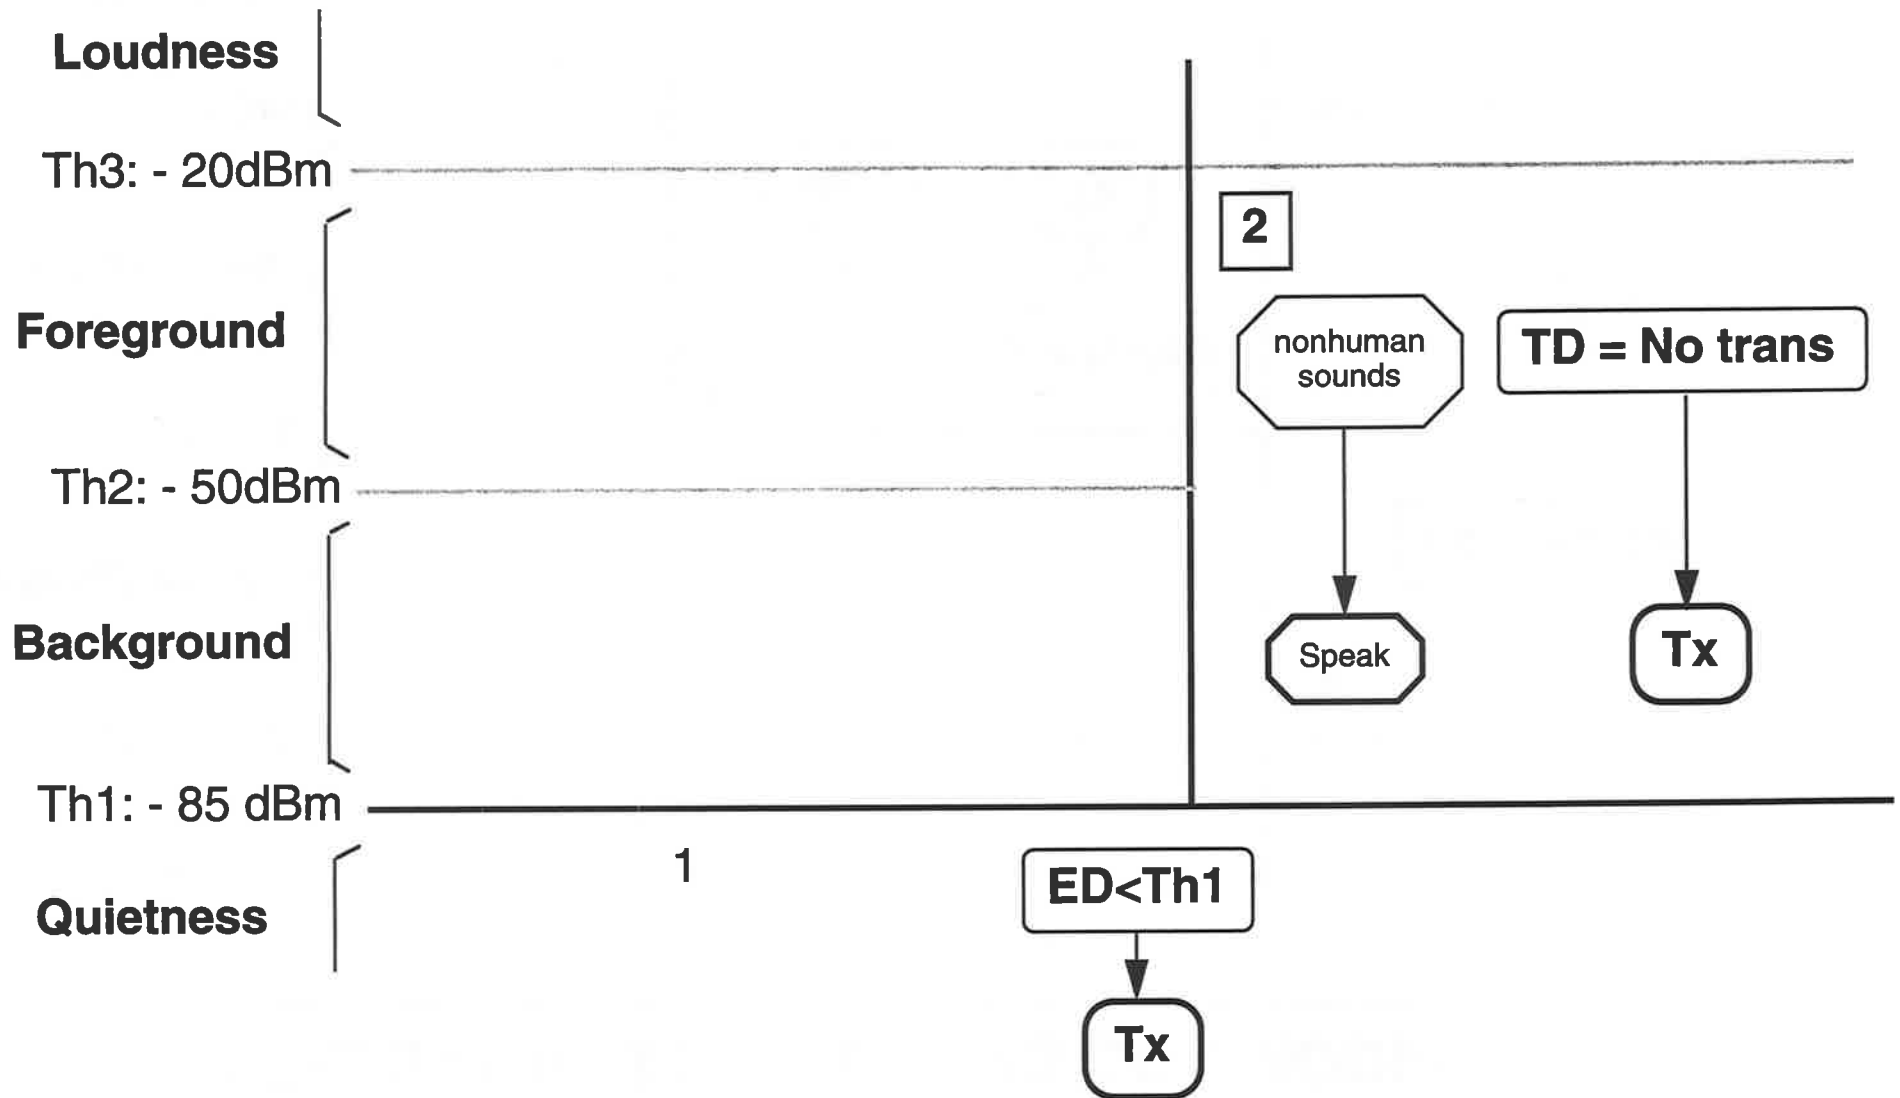 Loudness
Th3: - 20dBm
2
Foreground
nonhuman
sounds
TD = No trans
Th2: - 50dBm
Background
Speak
Tx
Th1: - 85 dBm
1
ED<Th1
Quietness
Tx